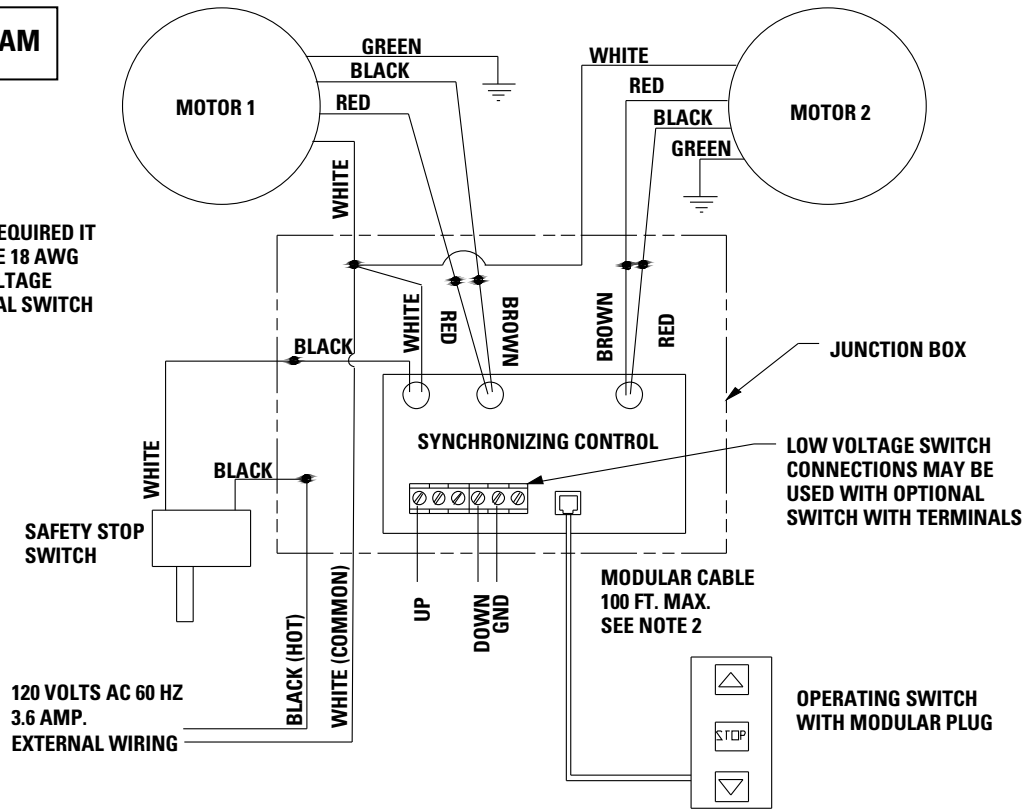 AM
MOTOR 1
GREEN
BLACK
RED
WHITE
WHITE
RED
BLACK
GREEN
MOTOR 2
EQUIRED IT
E 18 AWG
LTAGE
AL SWITCH
BLACK
WHITE
RED
BROWN
BROWN
RED
JUNCTION BOX
SYNCHRONIZING CONTROL
LOW VOLTAGE SWITCH
CONNECTIONS MAY BE
USED WITH OPTIONAL
SWITCH WITH TERMINALS
WHITE
BLACK
SAFETY STOP
SWITCH
BLACK (HOT)
WHITE (COMMON)
UP
DOWN
GND
MODULAR CABLE
100 FT. MAX.
SEE NOTE 2
120 VOLTS AC 60 HZ
3.6 AMP.
EXTERNAL WIRING
STOP
OPERATING SWITCH
WITH MODULAR PLUG